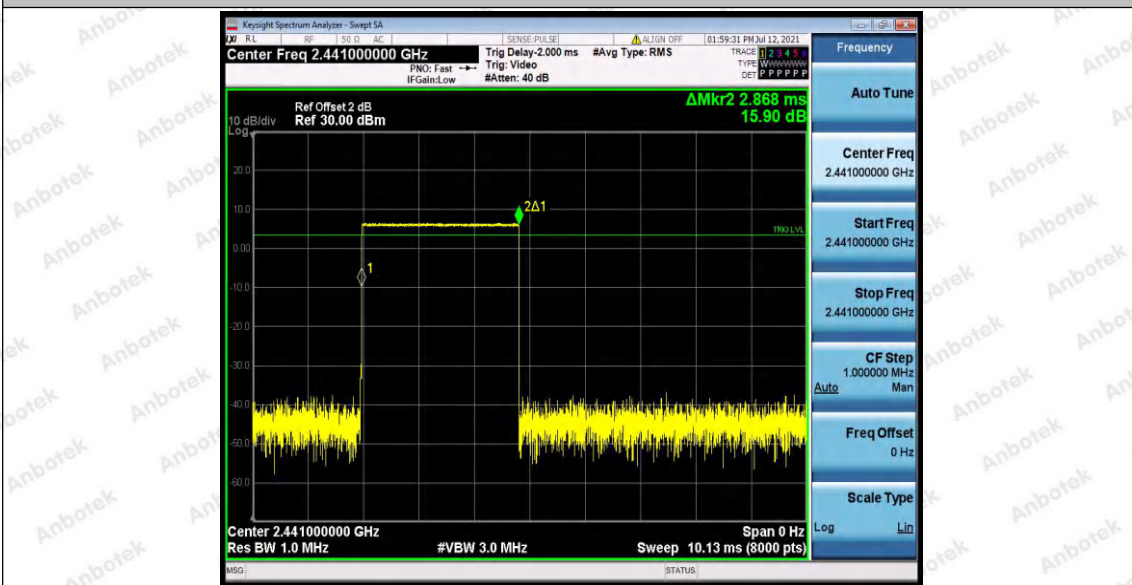 Keysight Spectrum Analyzer - Swept SA
LXI RL RF 50 Ω AC SENSE:PULSE ALIGN OFF 01:59:31 PM Jul 12, 2021
Center Freq 2.441000000 GHz
PNO: Fast
IFGain:Low
Trig Delay-2.000 ms
Trig: Video
#Atten: 40 dB
#Avg Type: RMS
TRACE 1 2 3 4 5 6
TYPE WWWWWW
DET P P P P P P
Ref Offset 2 dB
10 dB/div Ref 30.00 dBm
Log
ΔMkr2 2.868 ms
15.90 dB
20.0
10.0
0.00
-10.0
-20.0
-30.0
-40.0
-50.0
-60.0
2Δ1
TRIG LVL
1
Center 2.441000000 GHz Span 0 Hz
Res BW 1.0 MHz #VBW 3.0 MHz Sweep 10.13 ms (8000 pts)
MSG STATUS
Frequency
Auto Tune
Center Freq
2.441000000 GHz
Start Freq
2.441000000 GHz
Stop Freq
2.441000000 GHz
CF Step
1.000000 MHz
Auto Man
Freq Offset
0 Hz
Scale Type
Log Lin
Anbotek